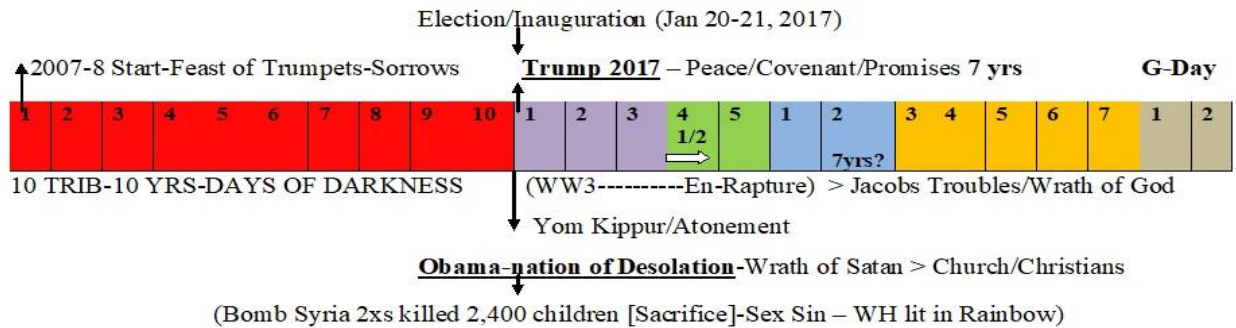 Election/Inauguration (Jan 20-21, 2017)
2007-8 Start-Feast of Trumpets-Sorrows Trump 2017 – Peace/Covenant/Promises 7 yrs G-Day
1 2 3 4 5 6 7 8 9 10 1 2 3 4 5 1 2 3 4 5 6 7 1 2
1/2
7yrs?
10 TRIB-10 YRS-DAYS OF DARKNESS (WW3----------En-Rapture) > Jacobs Troubles/Wrath of God
Yom Kippur/Atonement
Obama-nation of Desolation-Wrath of Satan > Church/Christians
(Bomb Syria 2xs killed 2,400 children [Sacrifice]-Sex Sin – WH lit in Rainbow)